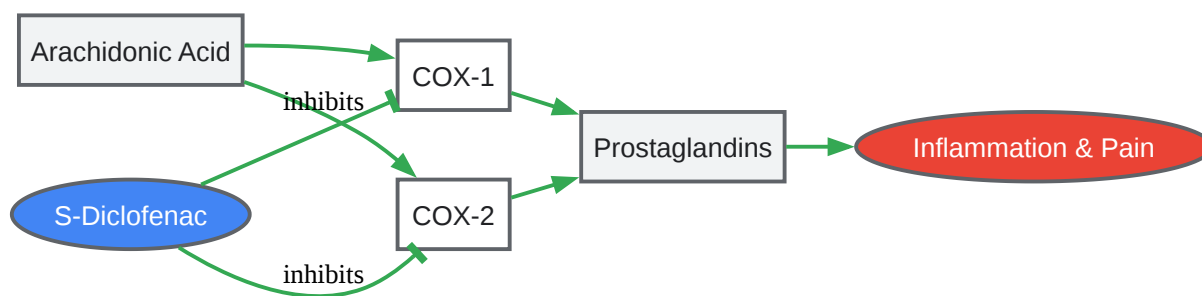 Arachidonic Acid
COX-1
inhibits
Prostaglandins
Inflammation & Pain
S-Diclofenac
COX-2
inhibits